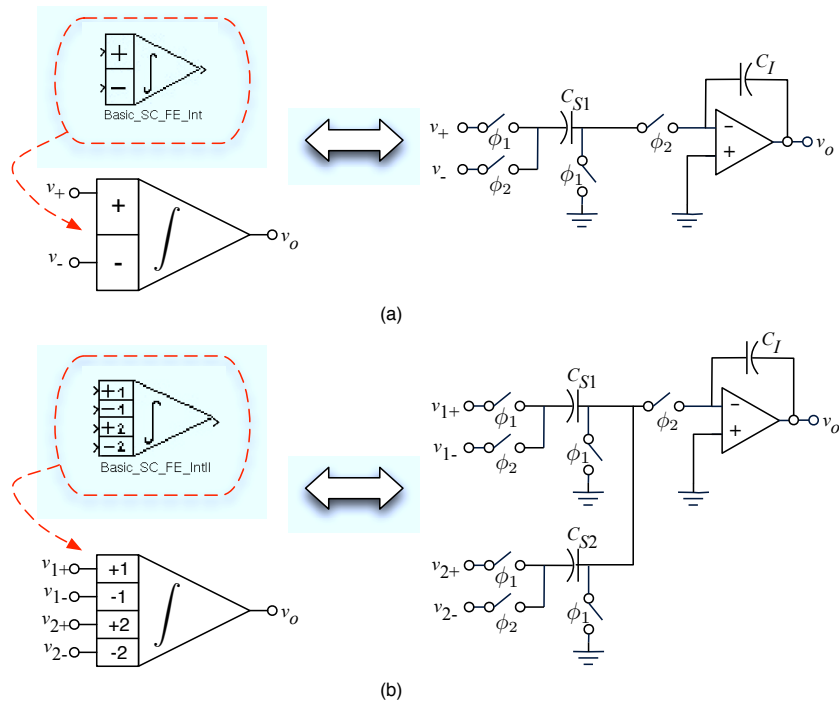 +
−
∫
Basic_SC_FE_Int
v+
v-
+
-
∫
vo
v+
v-
ϕ1
ϕ2
CS1
ϕ1
ϕ2
CI
−
+
vo
(a)
+1
−1
+2
−2
∫
Basic_SC_FE_IntII
v1+
v1-
v2+
v2-
+1
-1
+2
-2
∫
vo
v1+
v1-
ϕ1
ϕ2
CS1
ϕ1
ϕ2
CI
−
+
vo
v2+
v2-
ϕ1
ϕ2
CS2
ϕ1
(b)